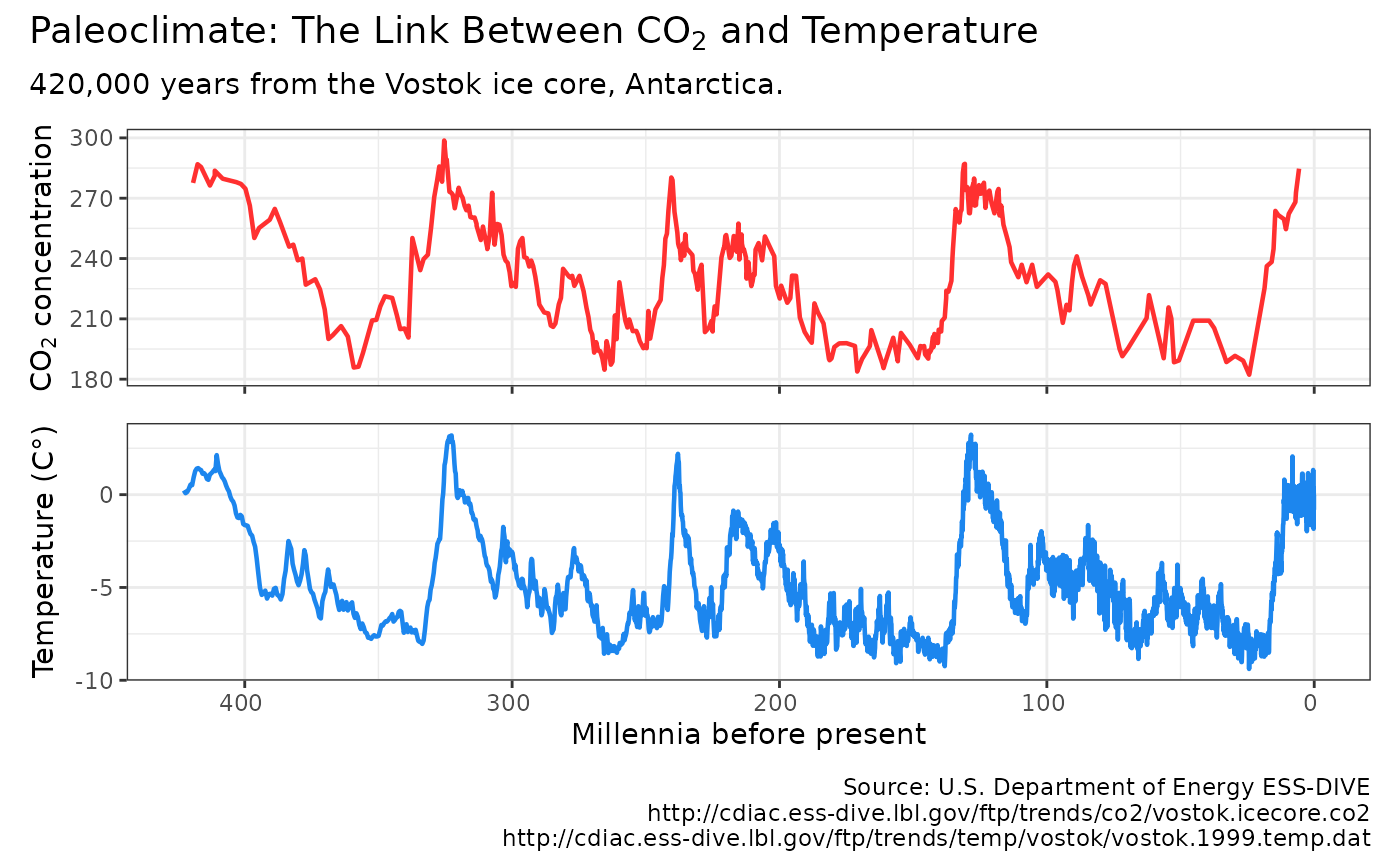 Paleoclimate: The Link Between CO₂ and Temperature
420,000 years from the Vostok ice core, Antarctica.
CO₂ concentration
300
270
240
210
180
Temperature (C°)
0
-5
-10
400
300
200
100
0
Millennia before present
Source: U.S. Department of Energy ESS-DIVE
http://cdiac.ess-dive.lbl.gov/ftp/trends/co2/vostok.icecore.co2
http://cdiac.ess-dive.lbl.gov/ftp/trends/temp/vostok/vostok.1999.temp.dat